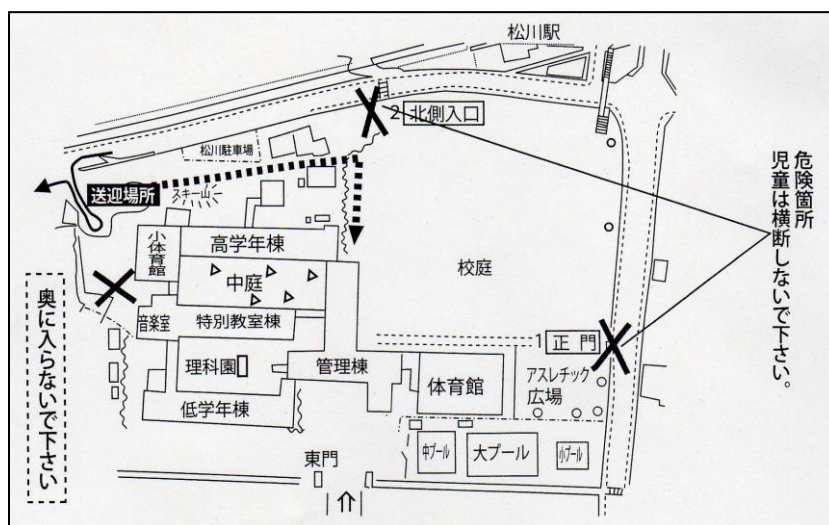 松川駅
2 北側入口
松川駐車場
送迎場所
スキー山
危険箇所
児童は横断しないで下さい。
小体育館
高学年棟
中庭
校庭
音楽室
特別教室棟
1 正門
奥に入らないで下さい
理科園
管理棟
体育館
アスレチック
広場
低学年棟
東門
中プール
大プール
小プール